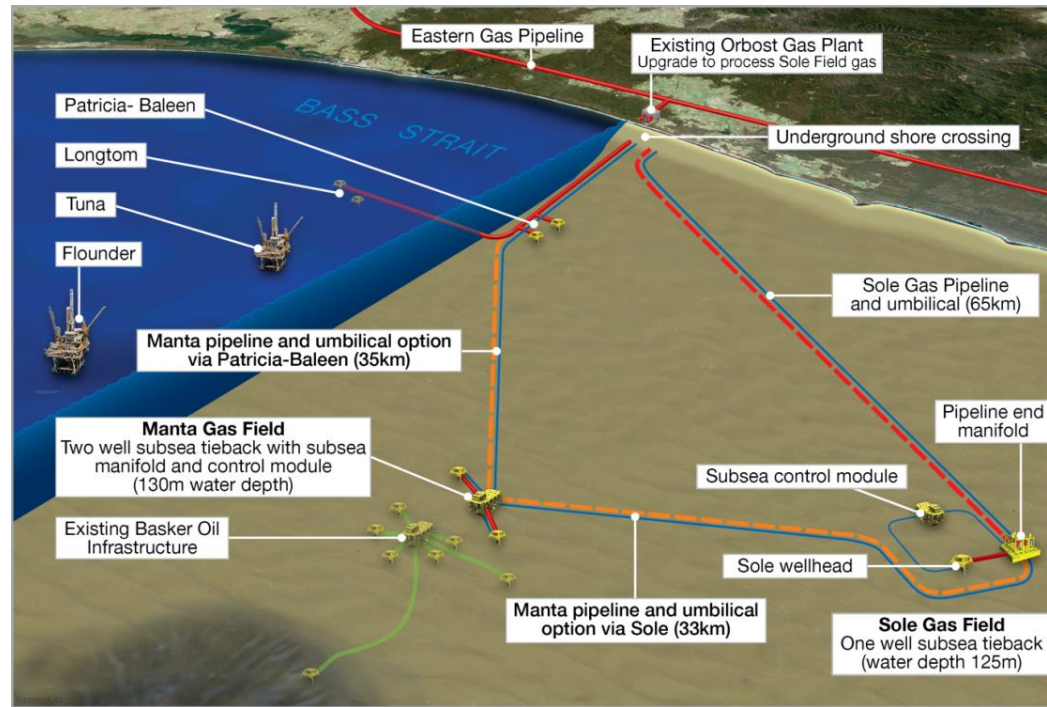 Eastern Gas Pipeline
Existing Orbost Gas Plant
Upgrade to process Sole Field gas
Patricia- Baleen
BASS STRAIT
Underground shore crossing
Longtom
Tuna
Flounder
Sole Gas Pipeline
and umbilical (65km)
Manta pipeline and umbilical option
via Patricia-Baleen (35km)
Manta Gas Field
Two well subsea tieback with subsea
manifold and control module
(130m water depth)
Pipeline end
manifold
Subsea control module
Existing Basker Oil
Infrastructure
Sole wellhead
Manta pipeline and umbilical
option via Sole (33km)
Sole Gas Field
One well subsea tieback
(water depth 125m)